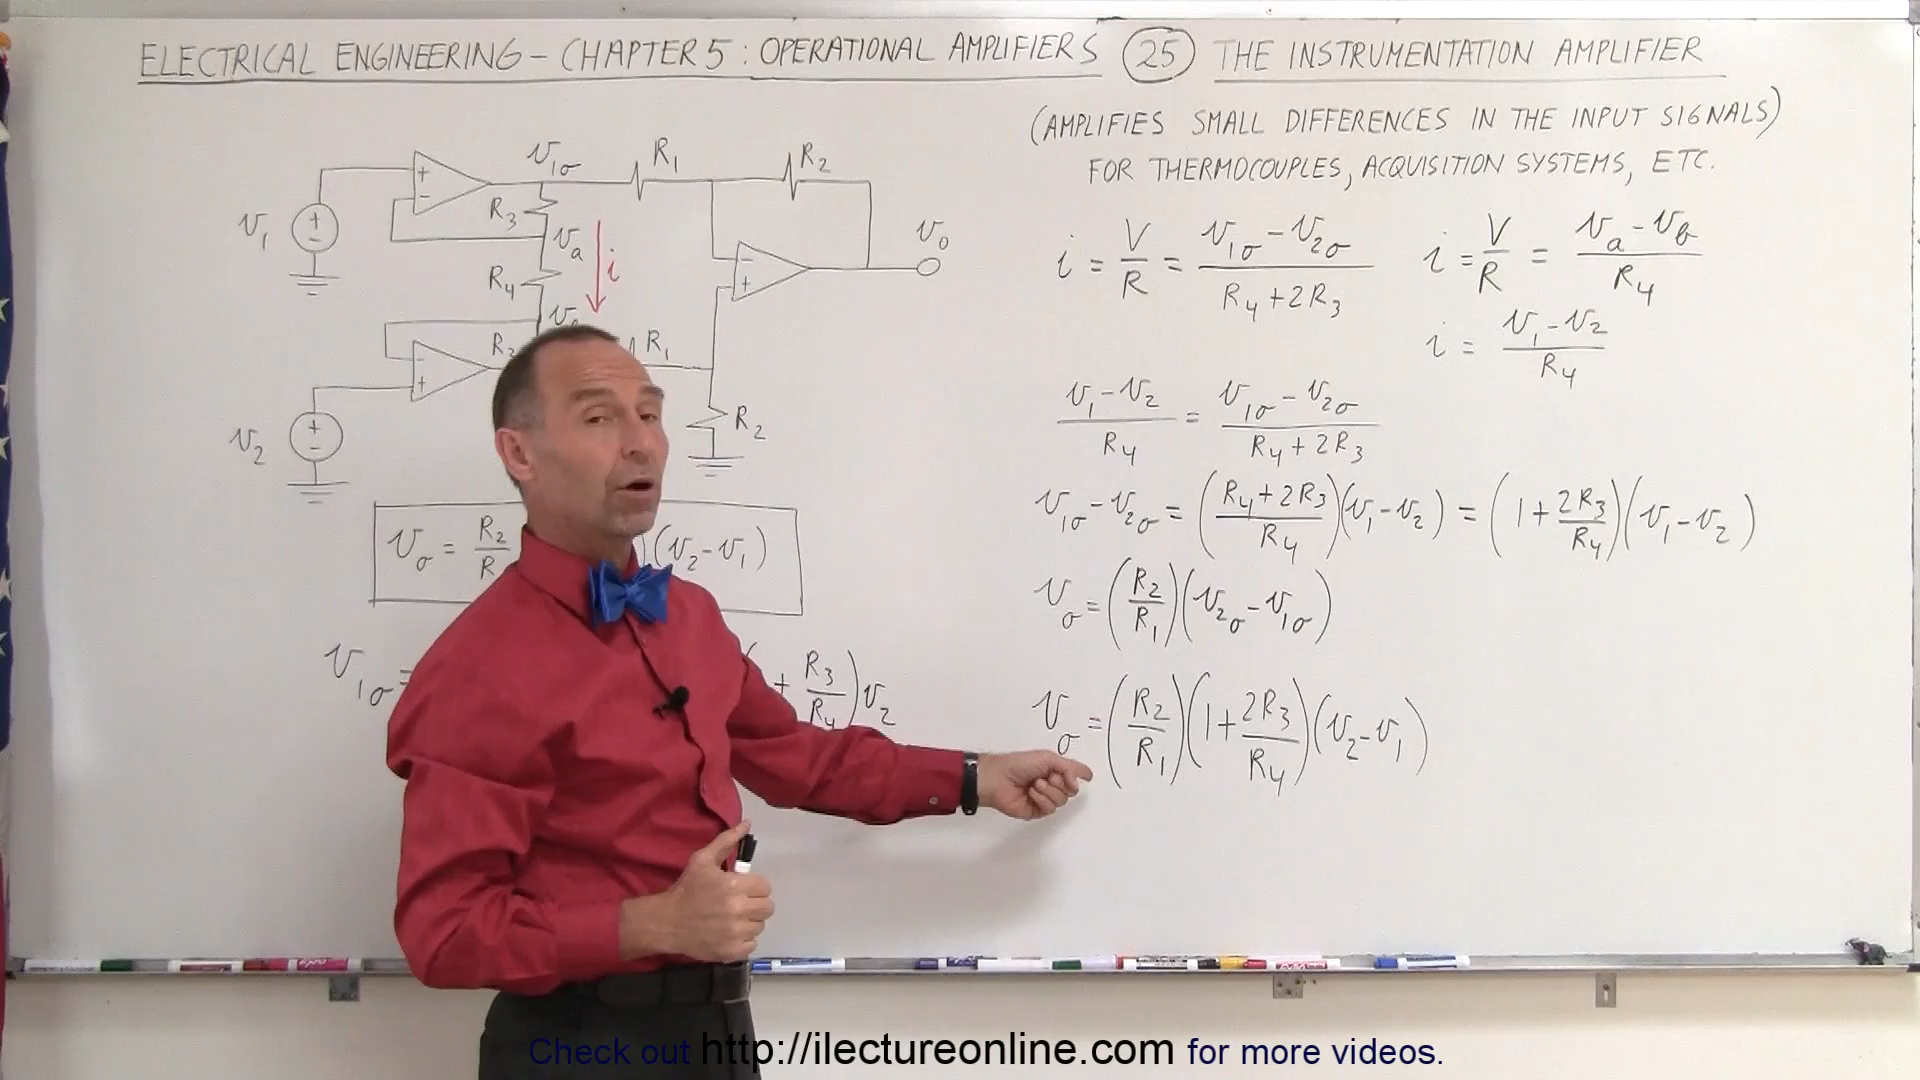 ELECTRICAL ENGINEERING - CHAPTER 5: OPERATIONAL AMPLIFIERS (25) THE INSTRUMENTATION AMPLIFIER
(AMPLIFIES SMALL DIFFERENCES IN THE INPUT SIGNALS)
FOR THERMOCOUPLES, ACQUISITION SYSTEMS, ETC.
v1o R1 R2
+ -
R3
v1 + -
va
R4
i
vo
- +
R1
- +
v2 + -
R2
i = V/R = (v1o - v2o)/(R4 + 2R3)
i = V/R = (va - vb)/R4
i = (v1 - v2)/R4
(v1 - v2)/R4 = (v1o - v2o)/(R4 + 2R3)
v1o - v2o = ((R4 + 2R3)/R4)(v1 - v2) = (1 + 2R3/R4)(v1 - v2)
vo = (R2/R1)(v2o - v1o)
vo = (R2/R1)(1 + 2R3/R4)(v2 - v1)
vo = R2/R (v2 - v1)
v1o =
+ R3/R4)v2
Check out http://ilectureonline.com for more videos.